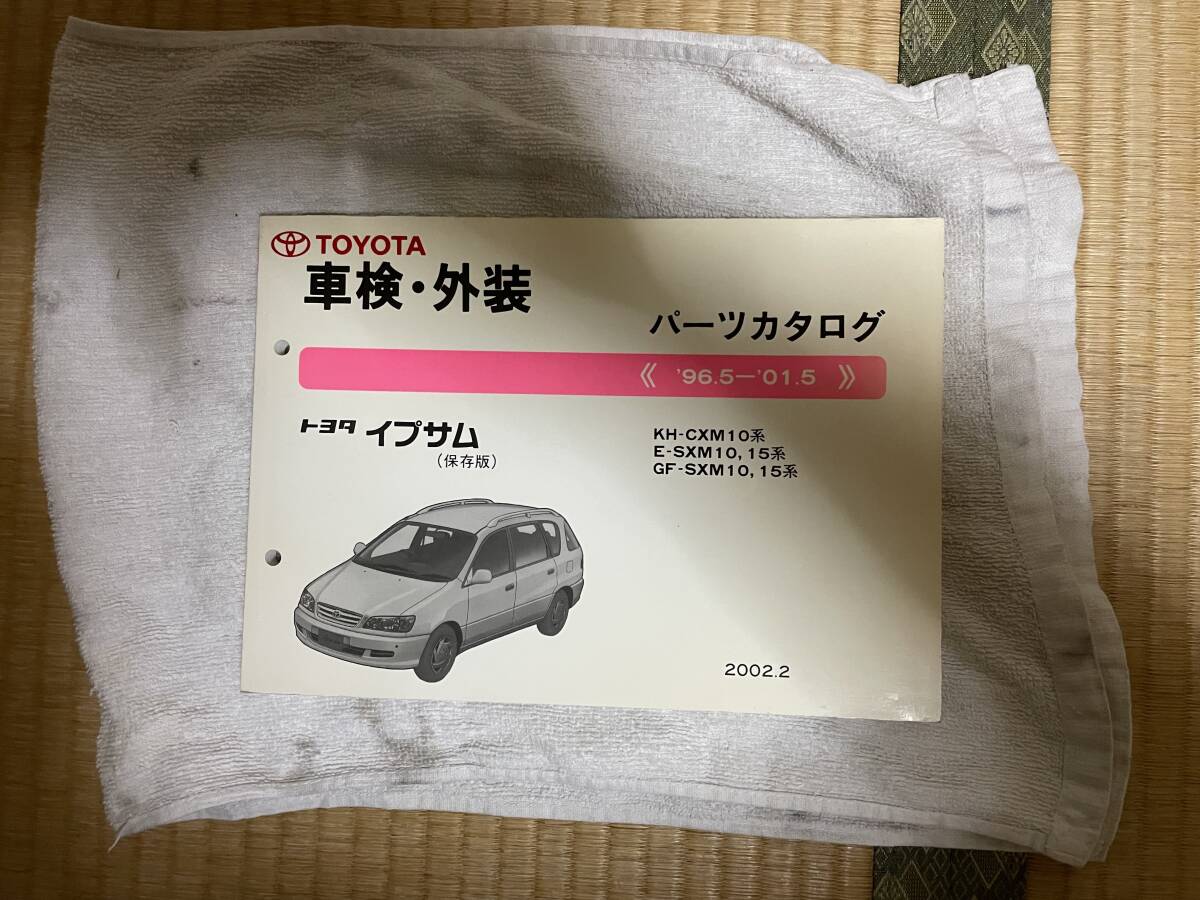 TOYOTA
車検・外装
パーツカタログ
《 '96.5—'01.5 》
トヨタ イプサム
(保存版)
KH-CXM10系
E-SXM10, 15系
GF-SXM10, 15系
2002.2